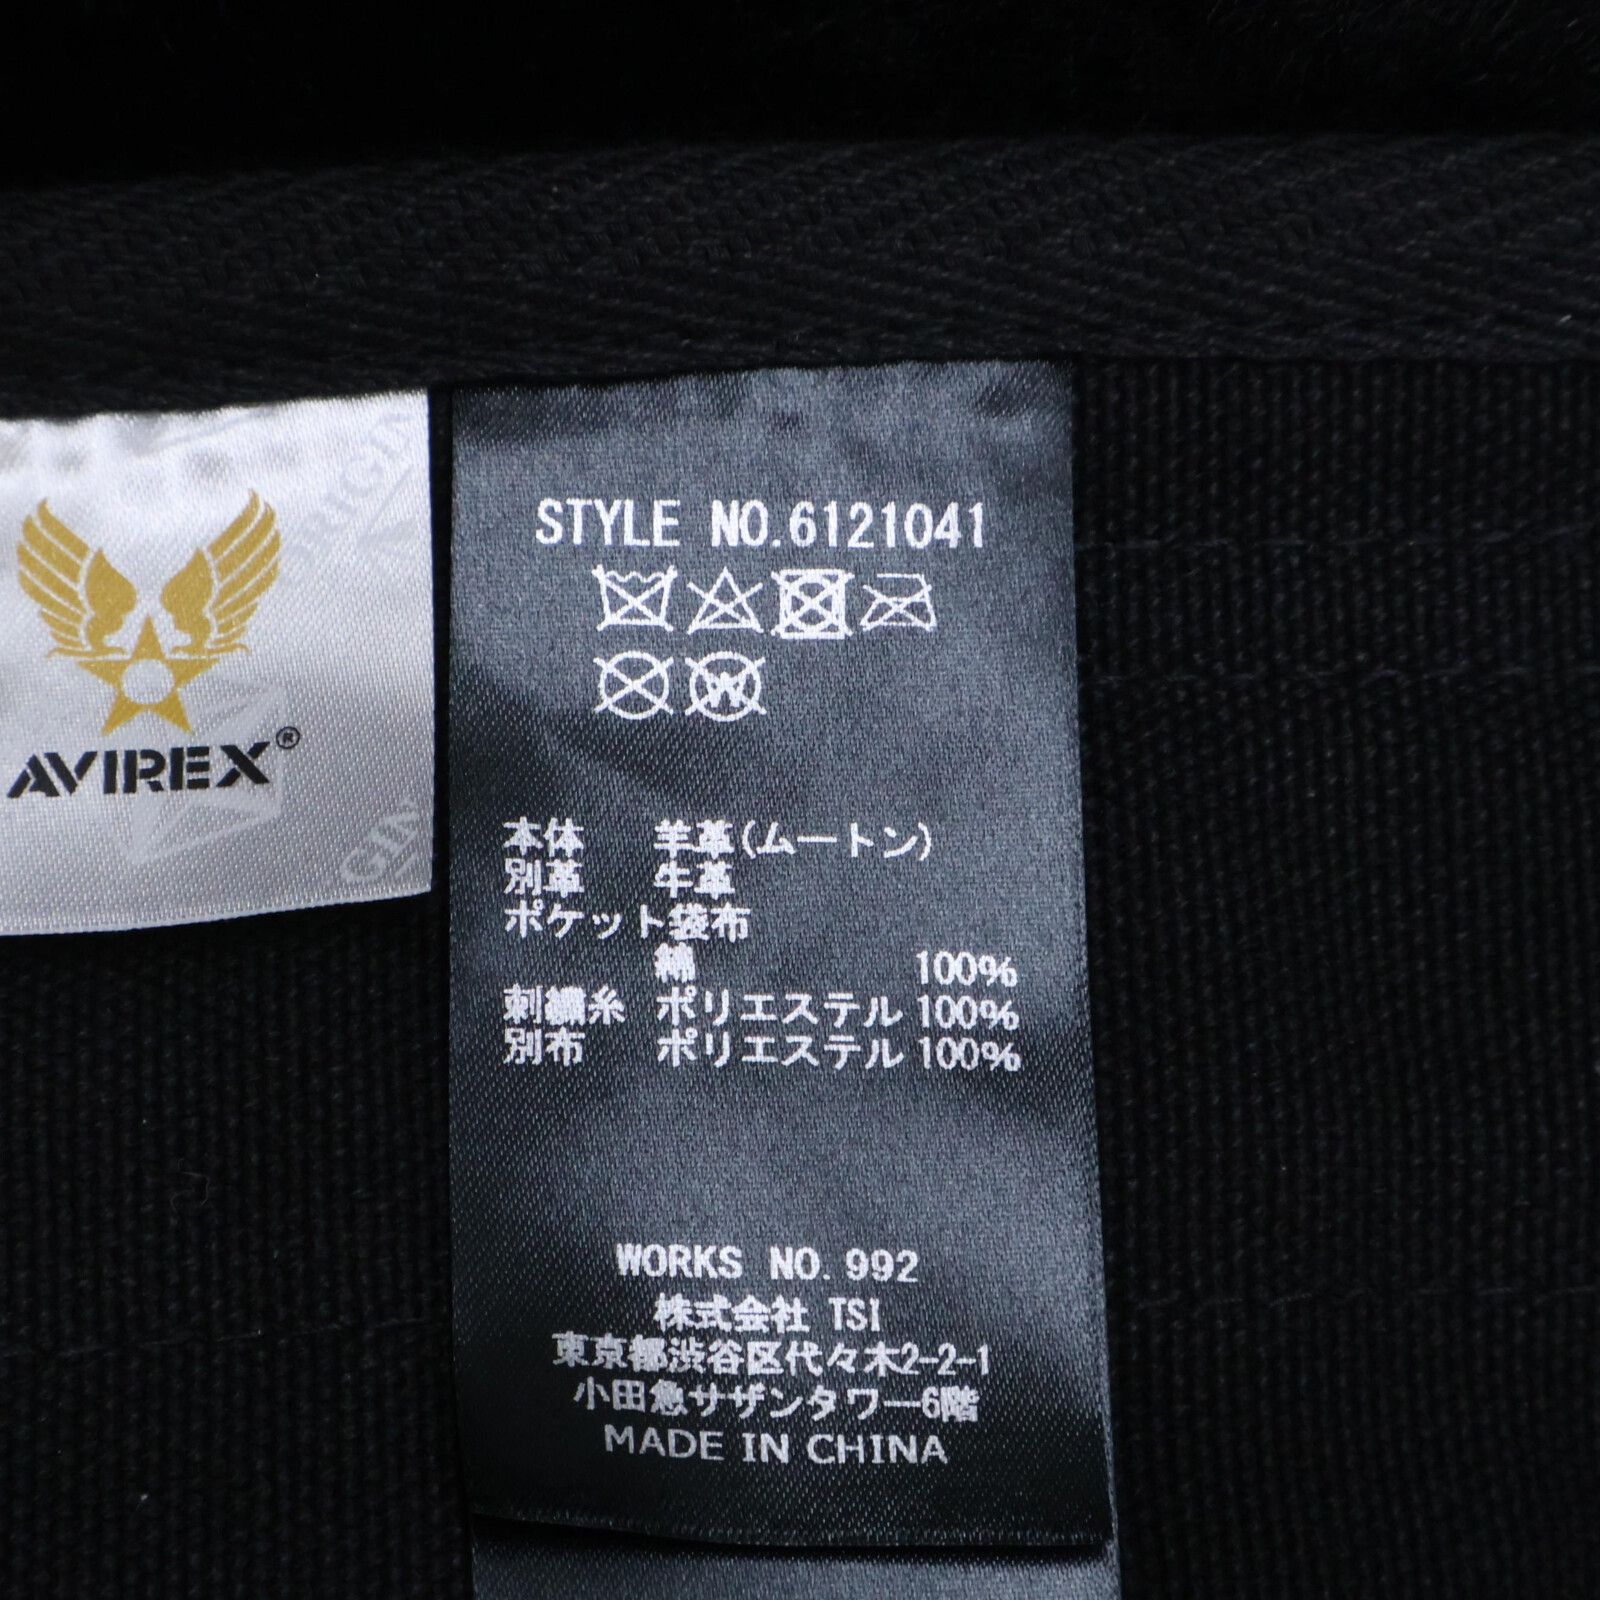 AVIREX®
ORIGIN
GIN
STYLE NO.6121041
W
本体 羊革(ムートン)
別革 牛革
ポケット袋布
綿 100%
刺繍糸 ポリエステル 100%
別布 ポリエステル 100%
WORKS NO. 992
株式会社 TSI
東京都渋谷区代々木2-2-1
小田急サザンタワー6階
MADE IN CHINA